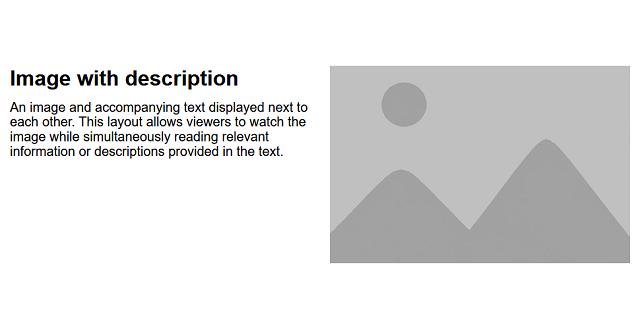 Image with description
An image and accompanying text displayed next to
each other. This layout allows viewers to watch the
image while simultaneously reading relevant
information or descriptions provided in the text.